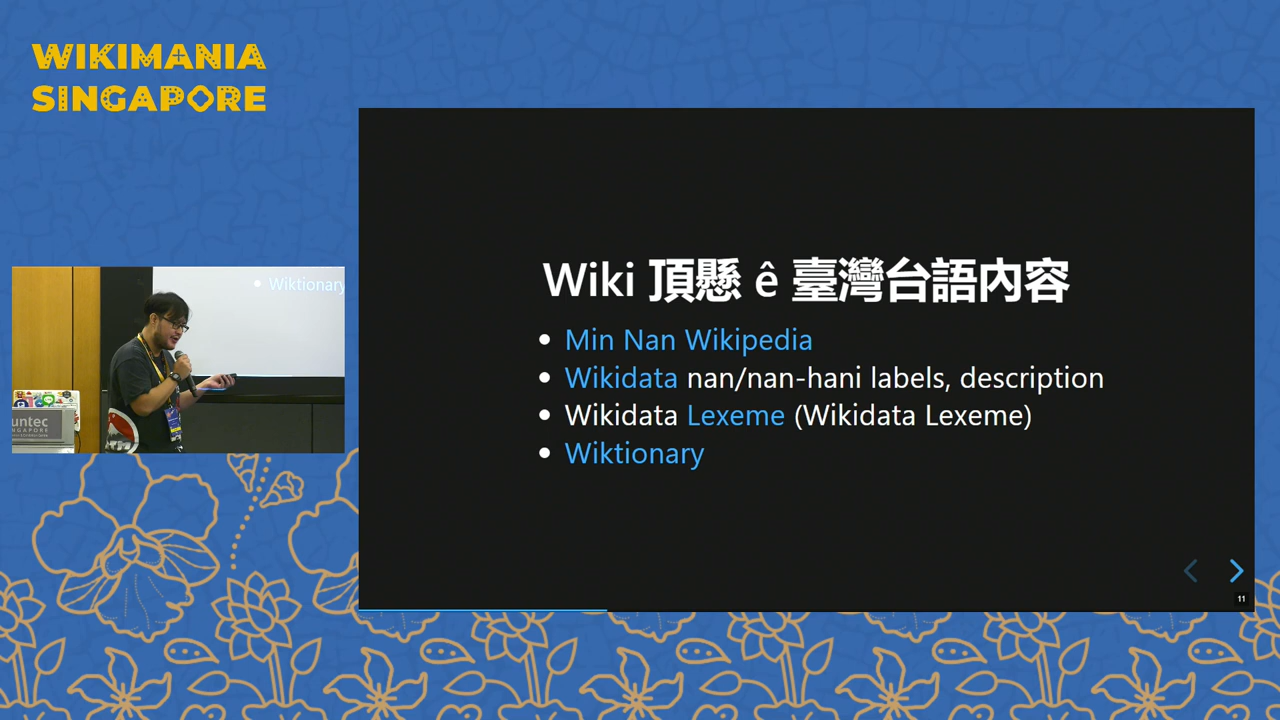 WIKIMANIA
SINGAPORE
Wiktionary
untec
SINGAPORE
Wiki 頂懸 ê 臺灣台語內容
Min Nan Wikipedia
Wikidata nan/nan-hani labels, description
Wikidata Lexeme (Wikidata Lexeme)
Wiktionary
11